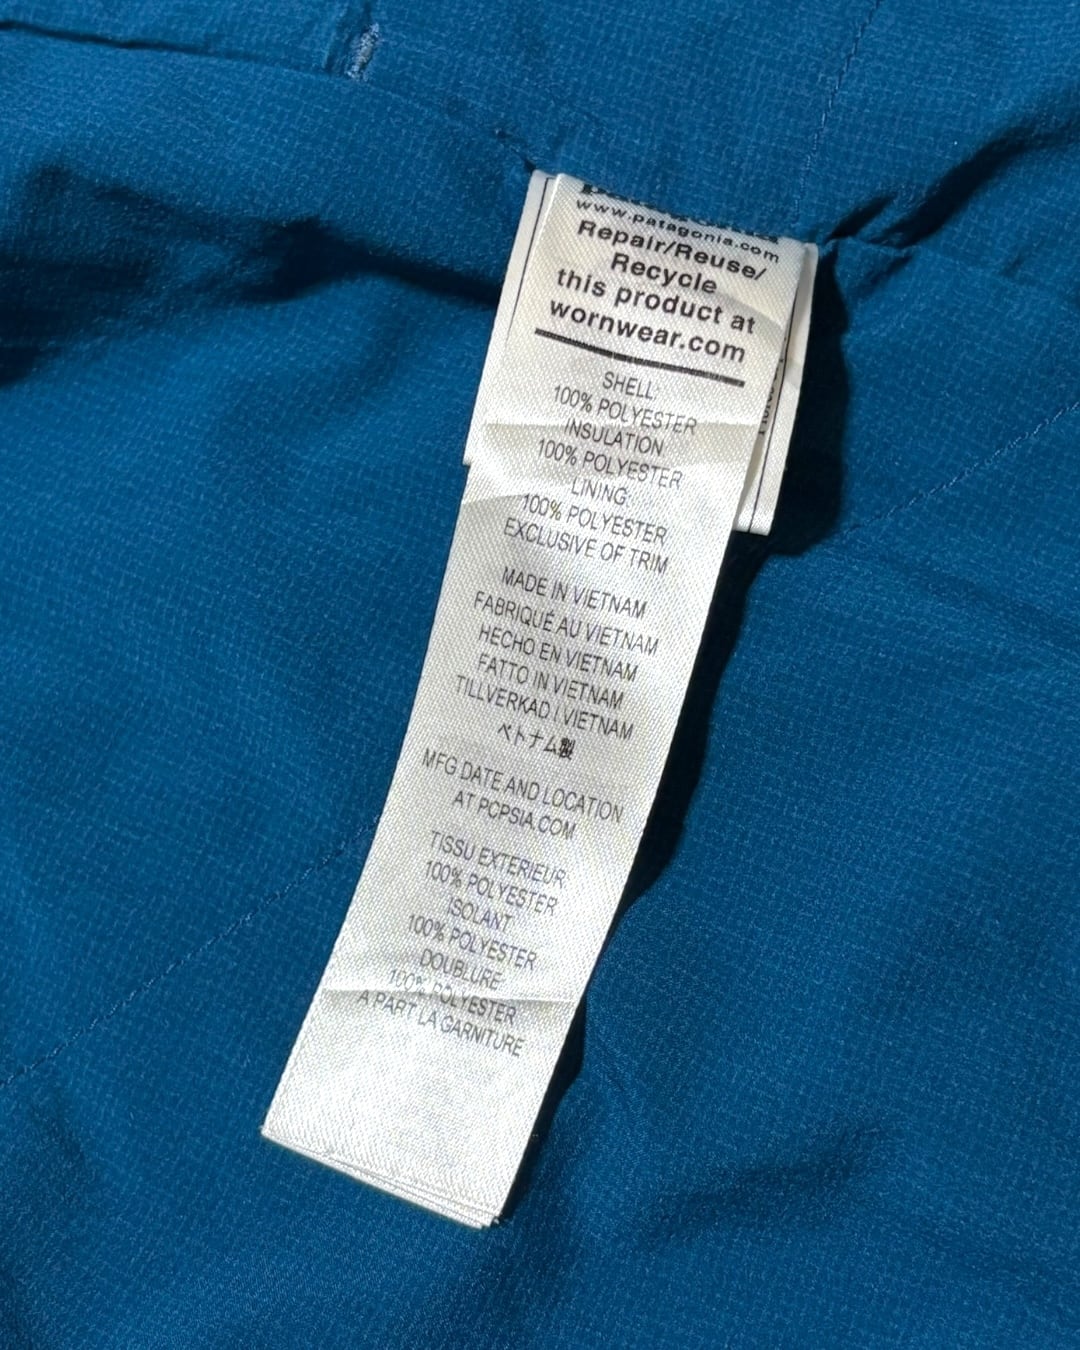 www.patagonia.com
Repair/Reuse/
Recycle
this product at
wornwear.com
SHELL:
100% POLYESTER
INSULATION
100% POLYESTER
LINING:
100% POLYESTER
EXCLUSIVE OF TRIM
MADE IN VIETNAM
FABRIQUÉ AU VIETNAM
HECHO EN VIETNAM
FATTO IN VIETNAM
TILLVERKAD I VIETNAM
ベトナム製
MFG DATE AND LOCATION
AT PCPSIA.COM
TISSU EXTERIEUR
100% POLYESTER
ISOLANT
100% POLYESTER
DOUBLURE
100% POLYESTER
A PART LA GARNITURE